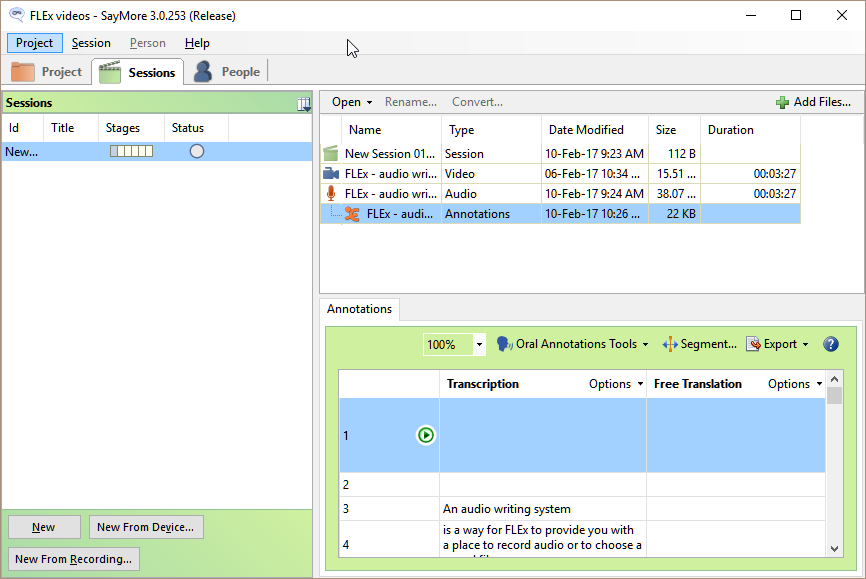 FLEx videos - SayMore 3.0.253 (Release)
Project Session Person Help
Project Sessions People
Sessions
Id Title Stages Status
New...
New New From Device...
New From Recording...
Open Rename... Convert... Add Files...
Name Type Date Modified Size Duration
New Session 01... Session 10-Feb-17 9:23 AM 112 B
FLEx - audio wri... Video 06-Feb-17 10:34 ... 15.51 ... 00:03:27
FLEx - audio wri... Audio 10-Feb-17 9:24 AM 38.07 ... 00:03:27
FLEx - audi... Annotations 10-Feb-17 10:26 ... 22 KB
Annotations
100% Oral Annotations Tools Segment... Export ?
Transcription Options Free Translation Options
1
2
3 An audio writing system
is a way for FLEx to provide you with
4 a place to record audio or to choose a